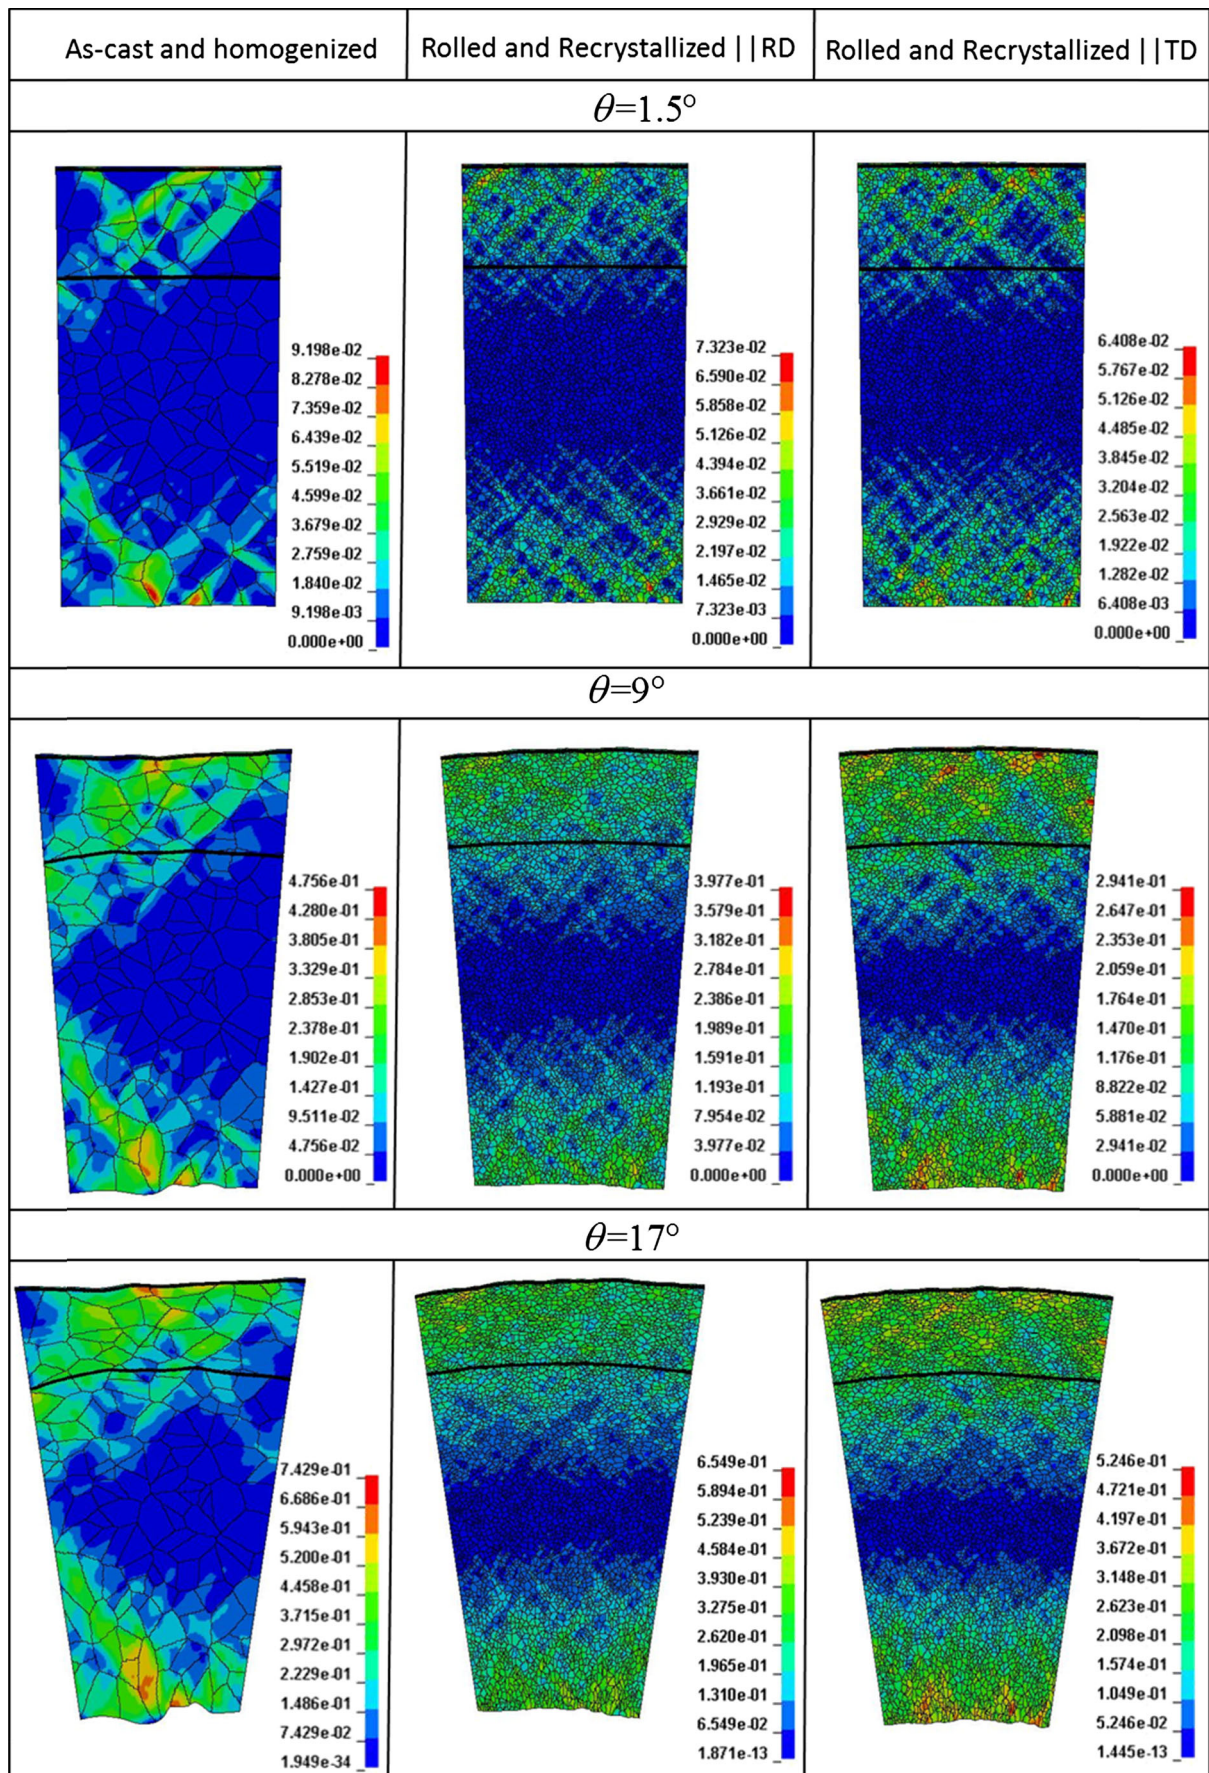 As-cast and homogenized
Rolled and Recrystallized ||RD
Rolled and Recrystallized ||TD
θ=1.5°
9.198e-02
8.278e-02
7.359e-02
6.439e-02
5.519e-02
4.599e-02
3.679e-02
2.759e-02
1.840e-02
9.198e-03
0.000e+00
7.323e-02
6.590e-02
5.858e-02
5.126e-02
4.394e-02
3.661e-02
2.929e-02
2.197e-02
1.465e-02
7.323e-03
0.000e+00
6.408e-02
5.767e-02
5.126e-02
4.485e-02
3.845e-02
3.204e-02
2.563e-02
1.922e-02
1.282e-02
6.408e-03
0.000e+00
θ=9°
4.756e-01
4.280e-01
3.805e-01
3.329e-01
2.853e-01
2.378e-01
1.902e-01
1.427e-01
9.511e-02
4.756e-02
0.000e+00
3.977e-01
3.579e-01
3.182e-01
2.784e-01
2.386e-01
1.989e-01
1.591e-01
1.193e-01
7.954e-02
3.977e-02
0.000e+00
2.941e-01
2.647e-01
2.353e-01
2.059e-01
1.764e-01
1.470e-01
1.176e-01
8.822e-02
5.881e-02
2.941e-02
0.000e+00
θ=17°
7.429e-01
6.686e-01
5.943e-01
5.200e-01
4.458e-01
3.715e-01
2.972e-01
2.229e-01
1.486e-01
7.429e-02
1.949e-34
6.549e-01
5.894e-01
5.239e-01
4.584e-01
3.930e-01
3.275e-01
2.620e-01
1.965e-01
1.310e-01
6.549e-02
1.871e-13
5.246e-01
4.721e-01
4.197e-01
3.672e-01
3.148e-01
2.623e-01
2.098e-01
1.574e-01
1.049e-01
5.246e-02
1.445e-13